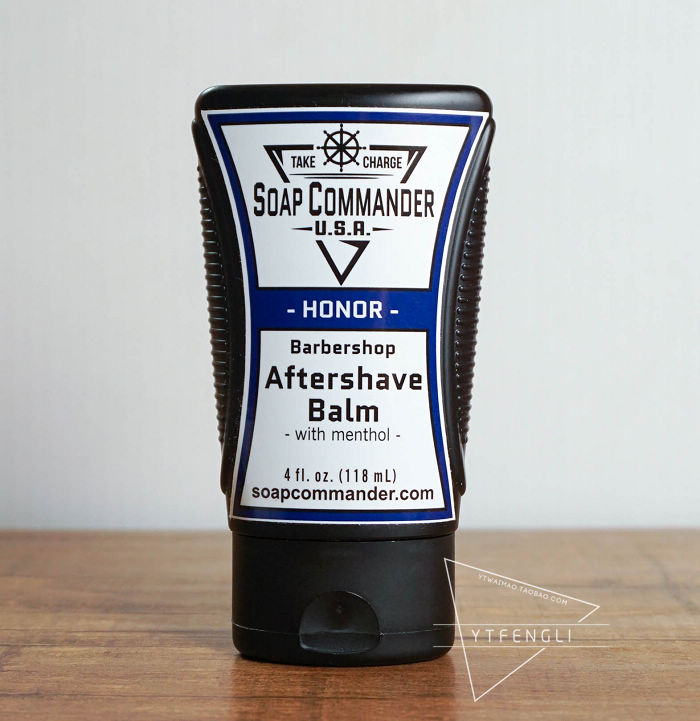 TAKE CHARGE
SOAP COMMANDER
U.S.A.
- HONOR -
Barbershop
Aftershave
Balm
- with menthol -
4 fl. oz. (118 mL)
soapcommander.com
YTWAIMAO.TAOBAO.COM
YTFENGLI